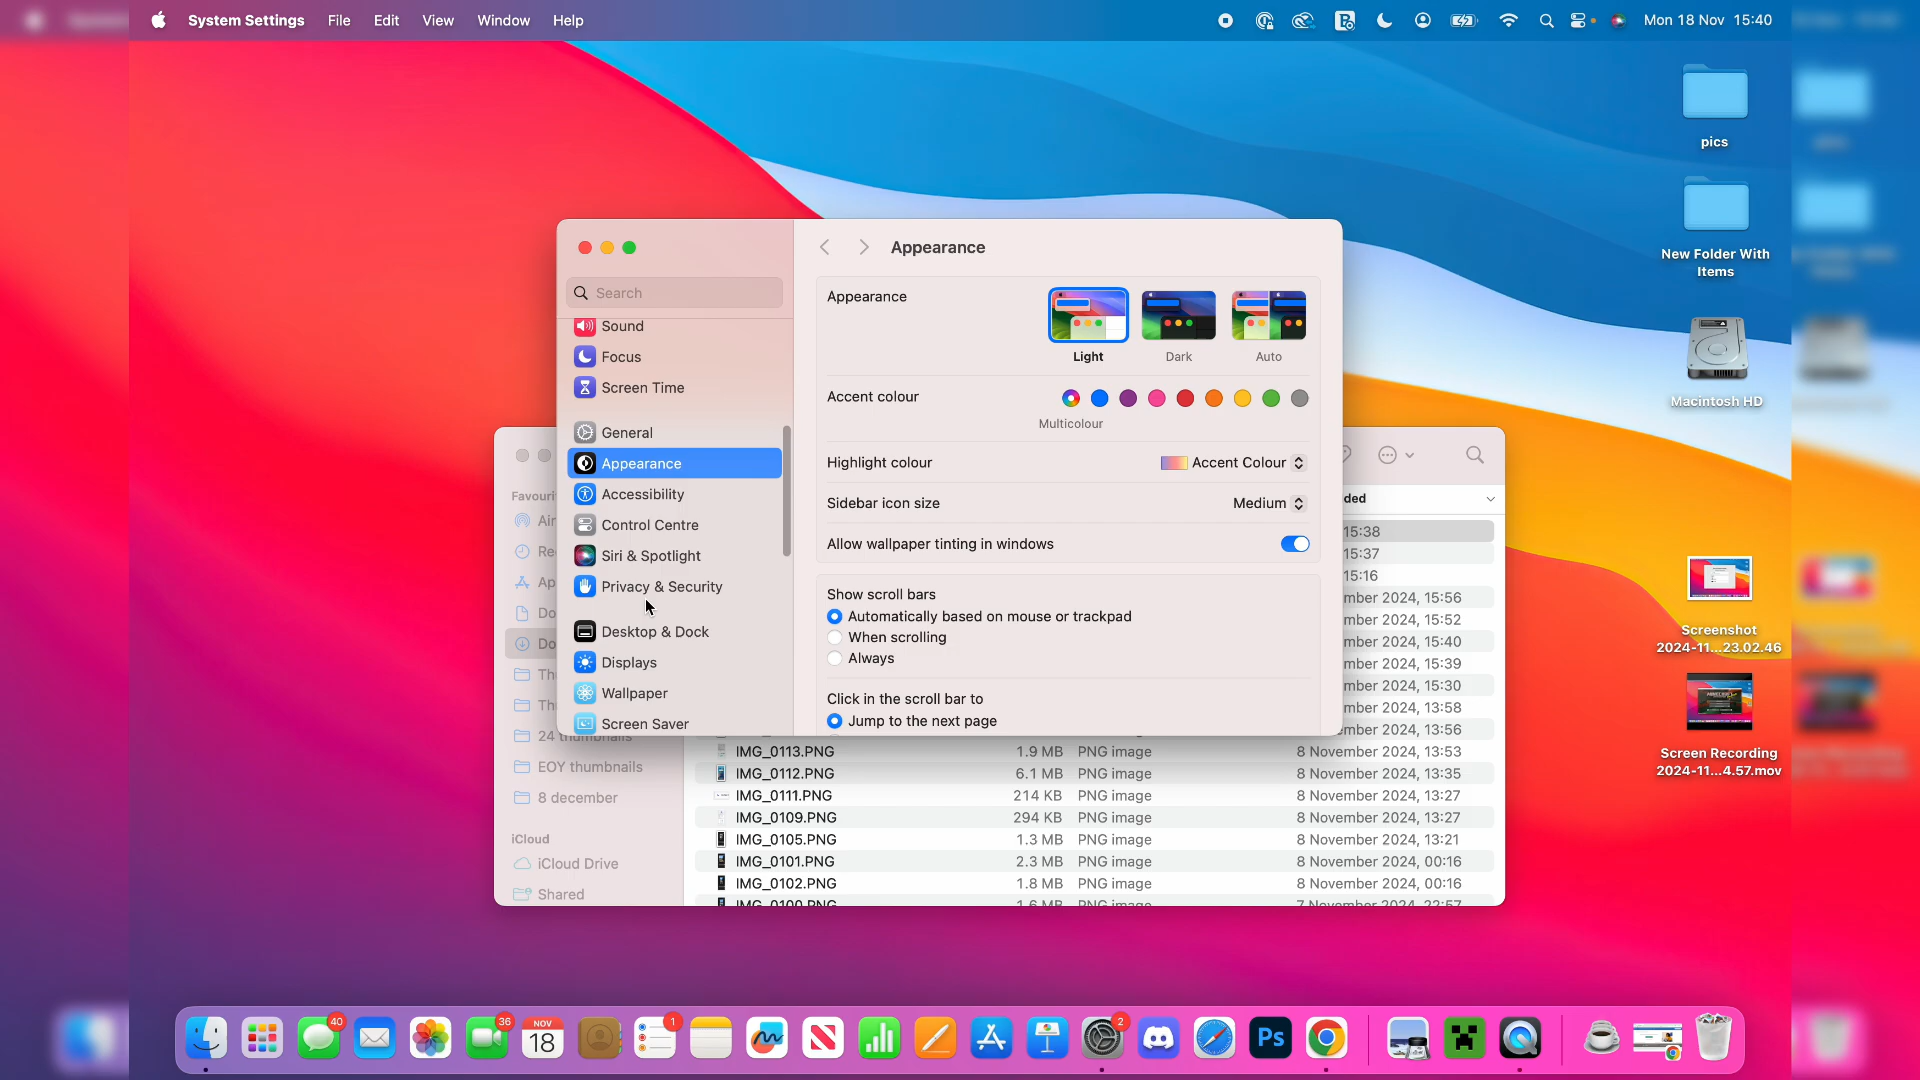 System Settings File Edit View Window Help
Mon 18 Nov 15:40
pics
New Folder With
Items
Macintosh HD
Screenshot
2024-11...23.02.46
Screen Recording
2024-11...4.57.mov
Search
Sound
Focus
Screen Time
General
Appearance
Accessibility
Control Centre
Siri & Spotlight
Privacy & Security
Desktop & Dock
Displays
Wallpaper
Screen Saver
Appearance
Appearance
Light Dark Auto
Accent colour
Multicolour
Highlight colour Accent Colour
Sidebar icon size Medium
Allow wallpaper tinting in windows
Show scroll bars
Automatically based on mouse or trackpad
When scrolling
Always
Click in the scroll bar to
Jump to the next page
Favouri
Air
Re
Ap
Do
Do
Th
Th
24 thumbnails
EOY thumbnails
8 december
iCloud
iCloud Drive
Shared
ded
15:38
15:37
15:16
mber 2024, 15:56
mber 2024, 15:52
mber 2024, 15:40
mber 2024, 15:39
mber 2024, 15:30
mber 2024, 13:58
ember 2024, 13:56
IMG_0113.PNG 1.9 MB PNG image 8 November 2024, 13:53
IMG_0112.PNG 6.1 MB PNG image 8 November 2024, 13:35
IMG_0111.PNG 214 KB PNG image 8 November 2024, 13:27
IMG_0109.PNG 294 KB PNG image 8 November 2024, 13:27
IMG_0105.PNG 1.3 MB PNG image 8 November 2024, 13:21
IMG_0101.PNG 2.3 MB PNG image 8 November 2024, 00:16
IMG_0102.PNG 1.8 MB PNG image 8 November 2024, 00:16
IMG_0100.PNG 1.6 MB PNG image 7 November 2024, 22:57
40
36
NOV
18
1
2
Ps